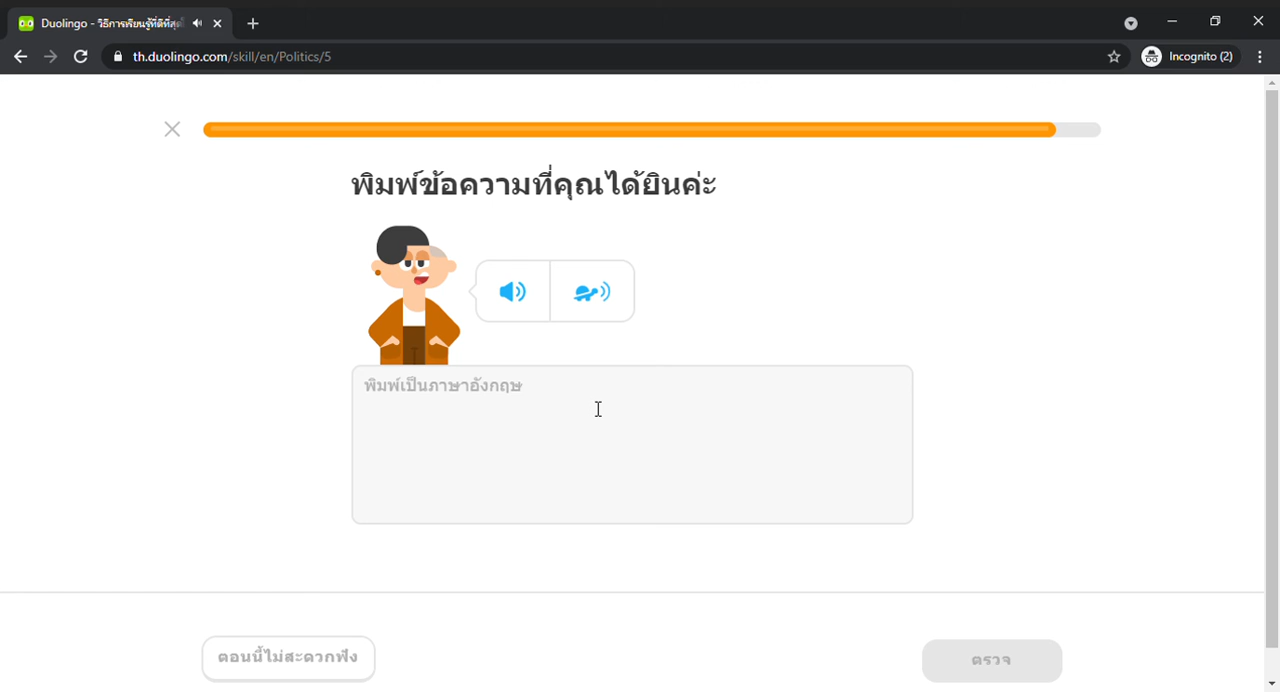 Duolingo - วิธีการเรียนรู้ที่ดีที่สุดใ
th.duolingo.com/skill/en/Politics/5
Incognito (2)
พิมพ์ข้อความที่คุณได้ยินค่ะ
พิมพ์เป็นภาษาอังกฤษ
ตอนนี้ไม่สะดวกฟัง
ตรวจ